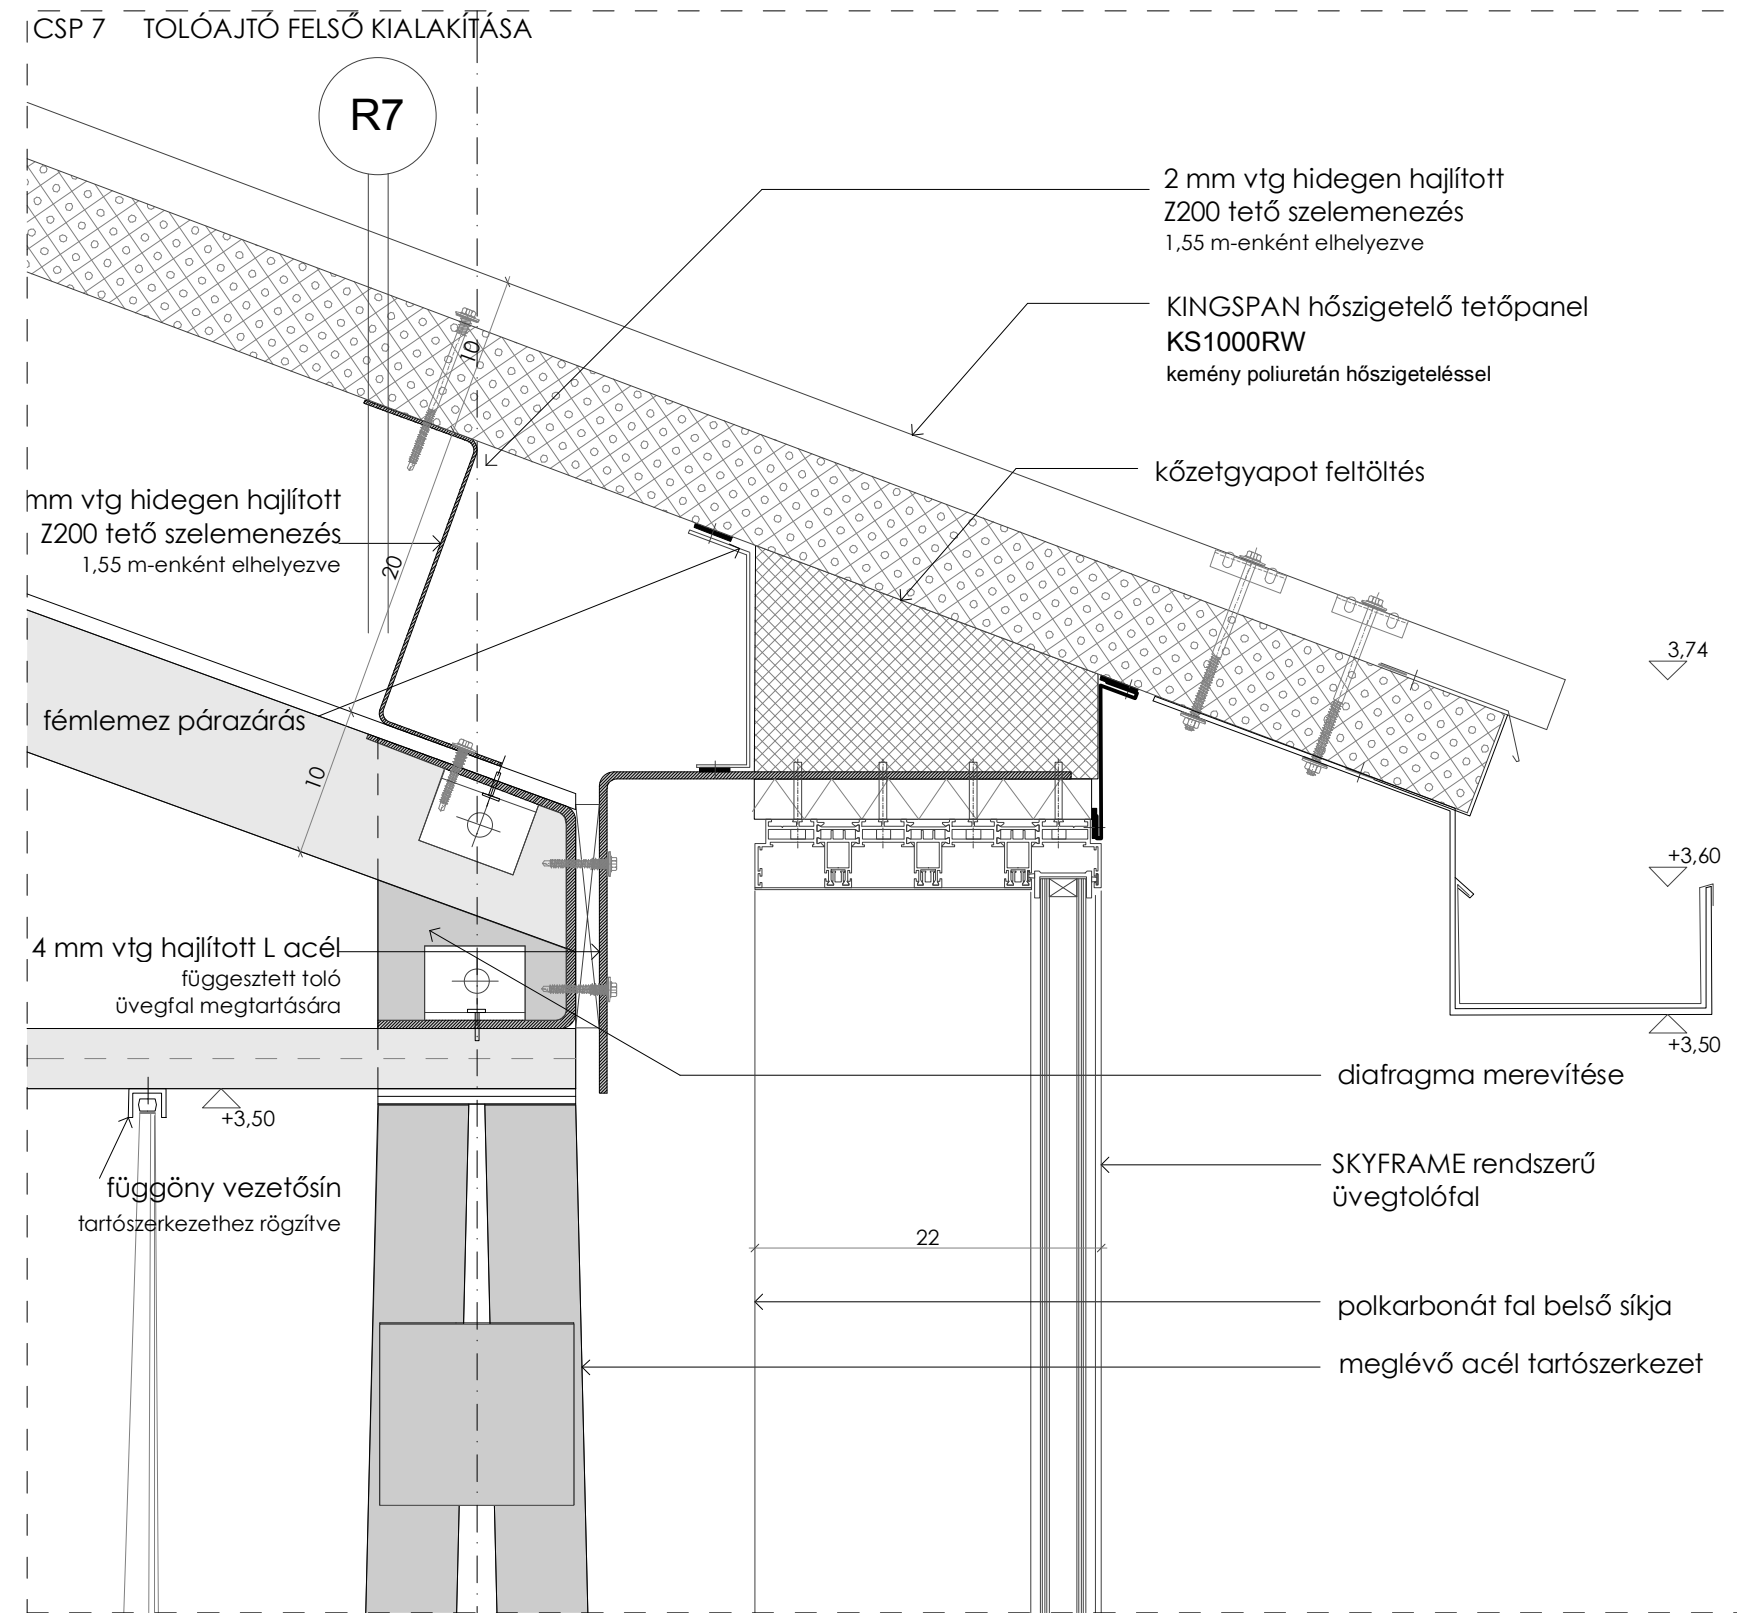 CSP 7 TOLÓAJTÓ FELSŐ KIALAKÍTÁSA
R7
2 mm vtg hidegen hajlított
Z200 tető szelemenezés
1,55 m-enként elhelyezve
KINGSPAN hőszigetelő tetőpanel
KS1000RW
kemény poliuretán hőszigeteléssel
10
kőzetgyapot feltöltés
mm vtg hidegen hajlított
Z200 tető szelemenezés
1,55 m-enként elhelyezve
20
3,74
fémlemez párazárás
10
+3,60
4 mm vtg hajlított L acél
függesztett toló
üvegfal megtartására
+3,50
diafragma merevítése
+3,50
SKYFRAME rendszerű
üvegtolófal
függöny vezetősín
tartószerkezethez rögzítve
22
polkarbonát fal belső síkja
meglévő acél tartószerkezet